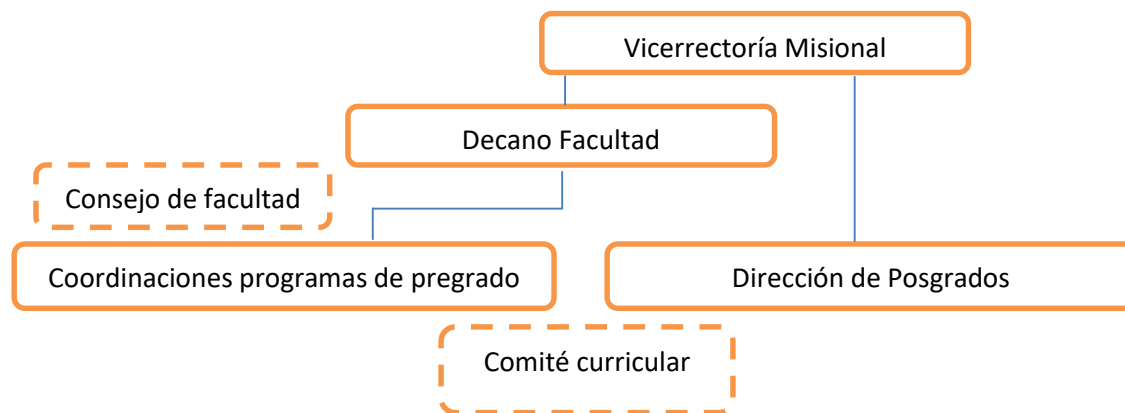 Vicerrectoría Misional
Decano Facultad
Consejo de facultad
Coordinaciones programas de pregrado
Dirección de Posgrados
Comité curricular